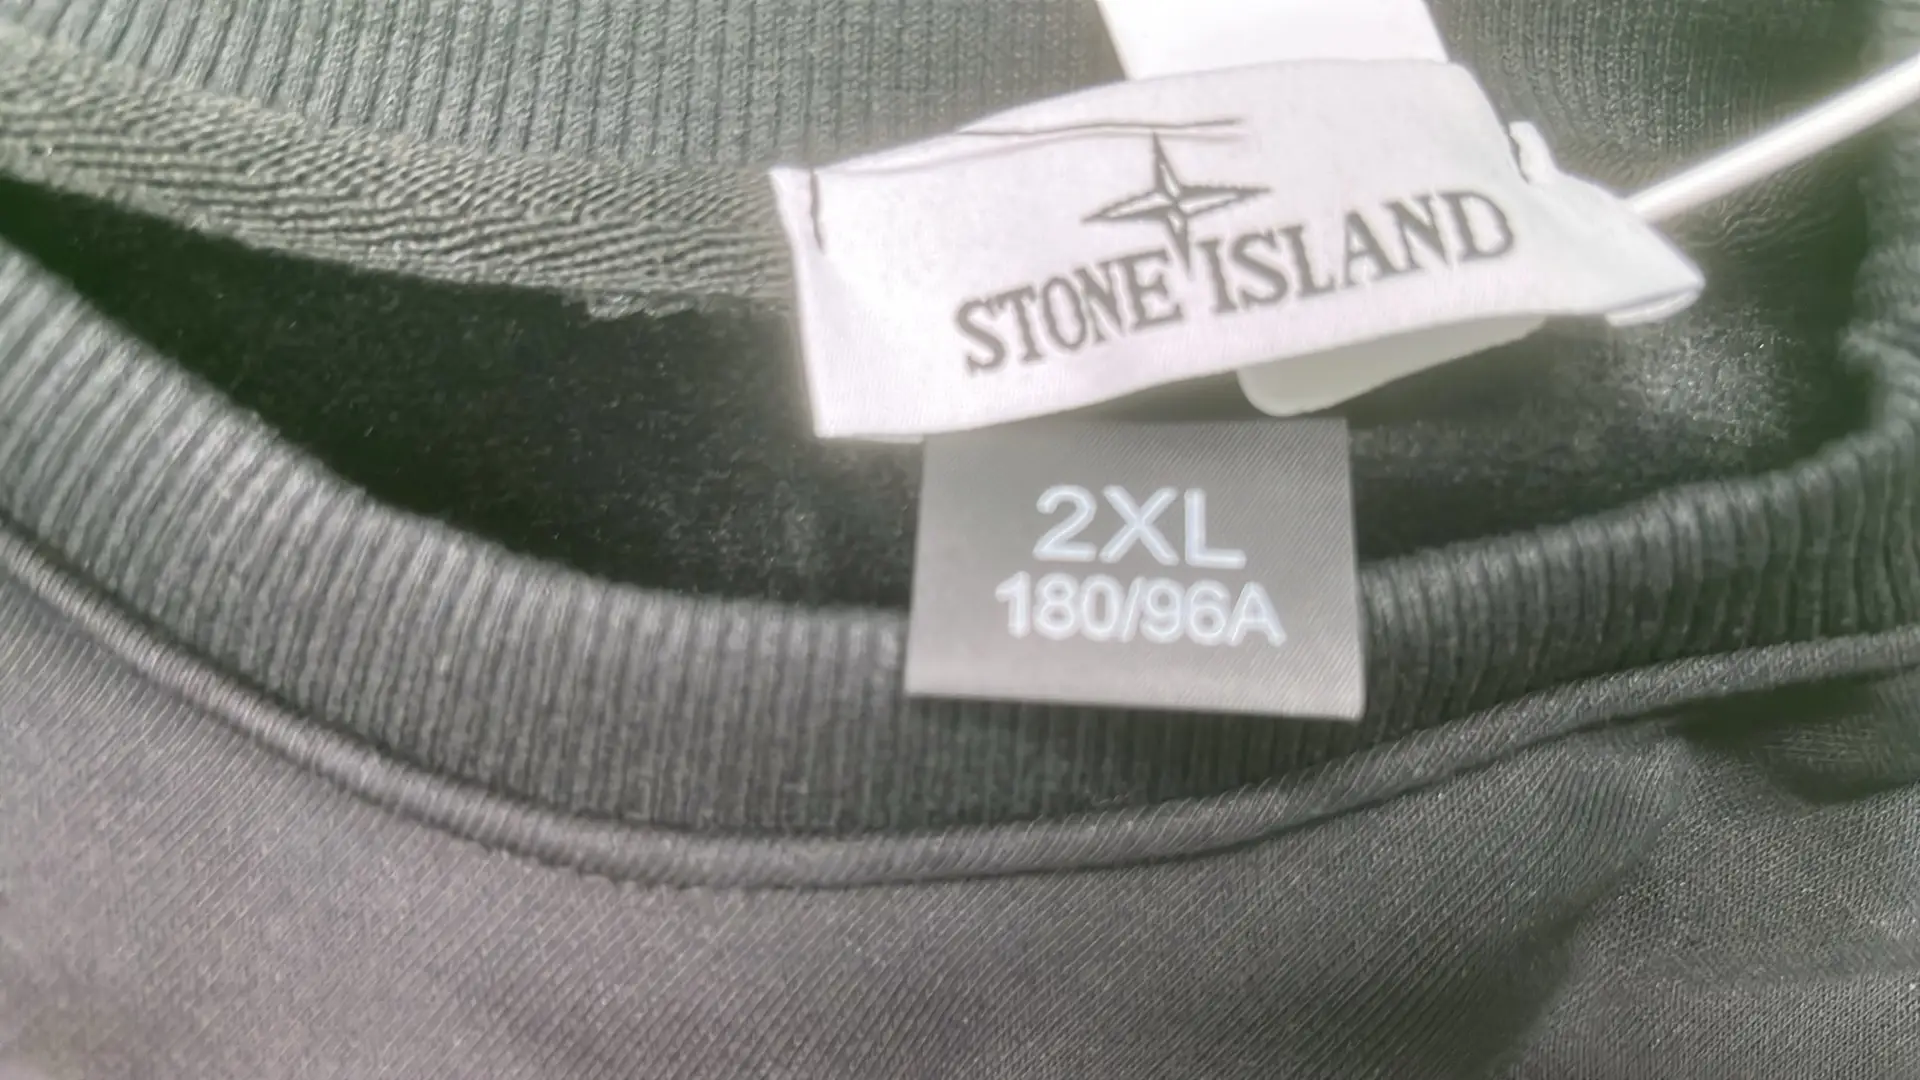 STONE ISLAND
2XL
180/96A